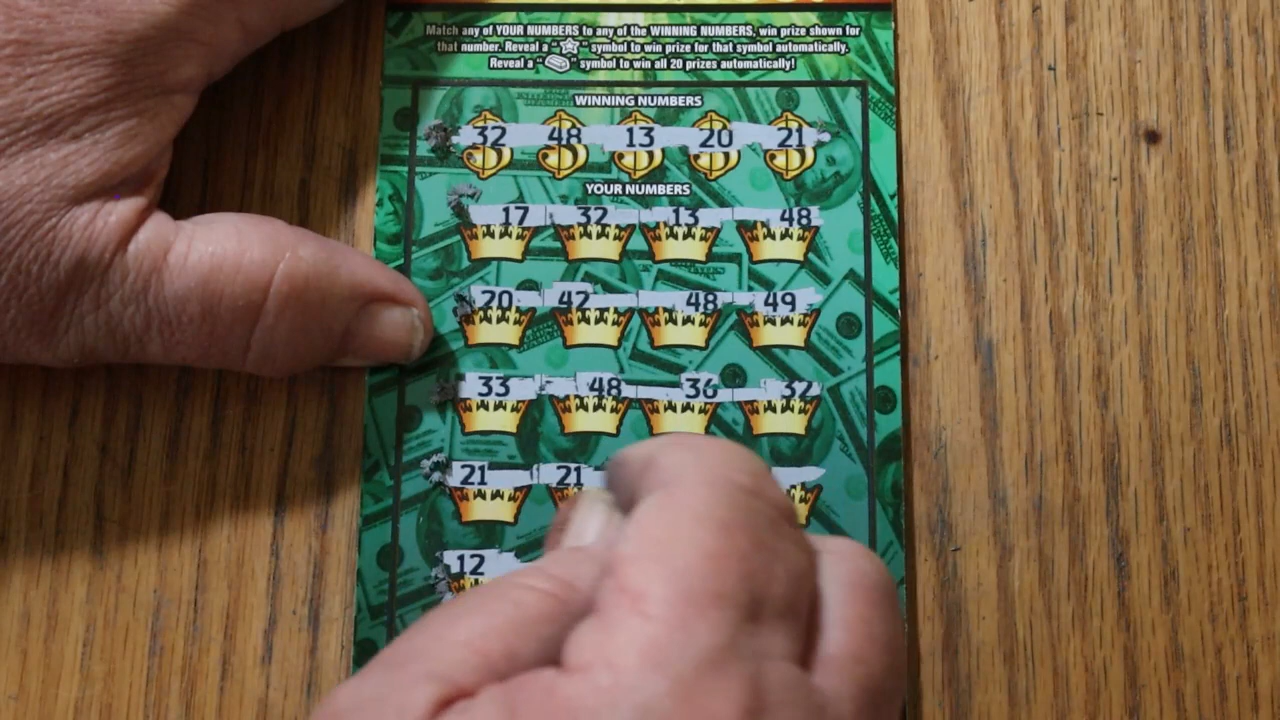 Match any of YOUR NUMBERS to any of the WINNING NUMBERS, win prize shown for
that number. Reveal a " " symbol to win prize for that symbol automatically.
Reveal a " " symbol to win all 20 prizes automatically!
WINNING NUMBERS
32 48 13 20 21
YOUR NUMBERS
17 32 13 48
20 42 48 49
33 48 36 32
21 21
12